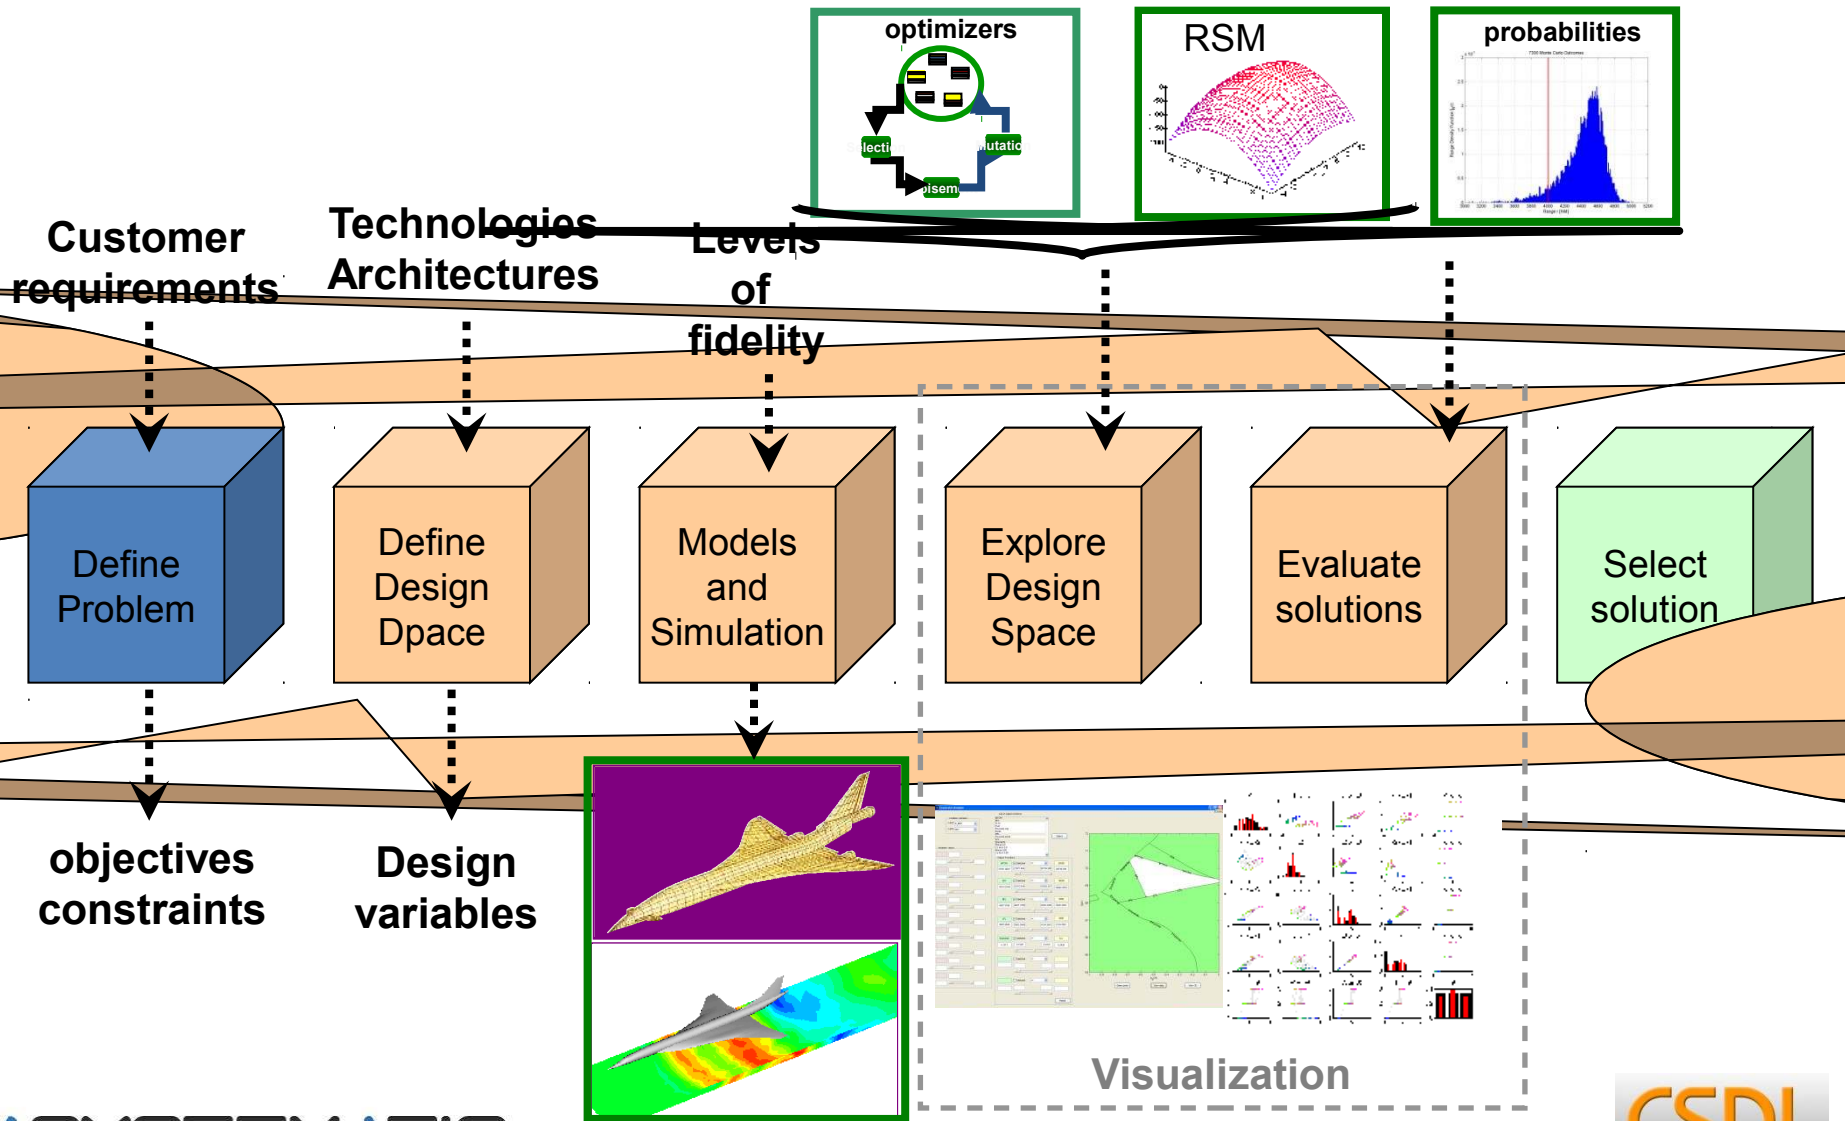 optimizers
RSM
probabilities
Customer
requirements
Technologies
Architectures
Levels
of
fidelity
Define
Problem
Define
Design
Dpace
Models
and
Simulation
Explore
Design
Space
Evaluate
solutions
Select
solution
objectives
constraints
Design
variables
Visualization
CSDL